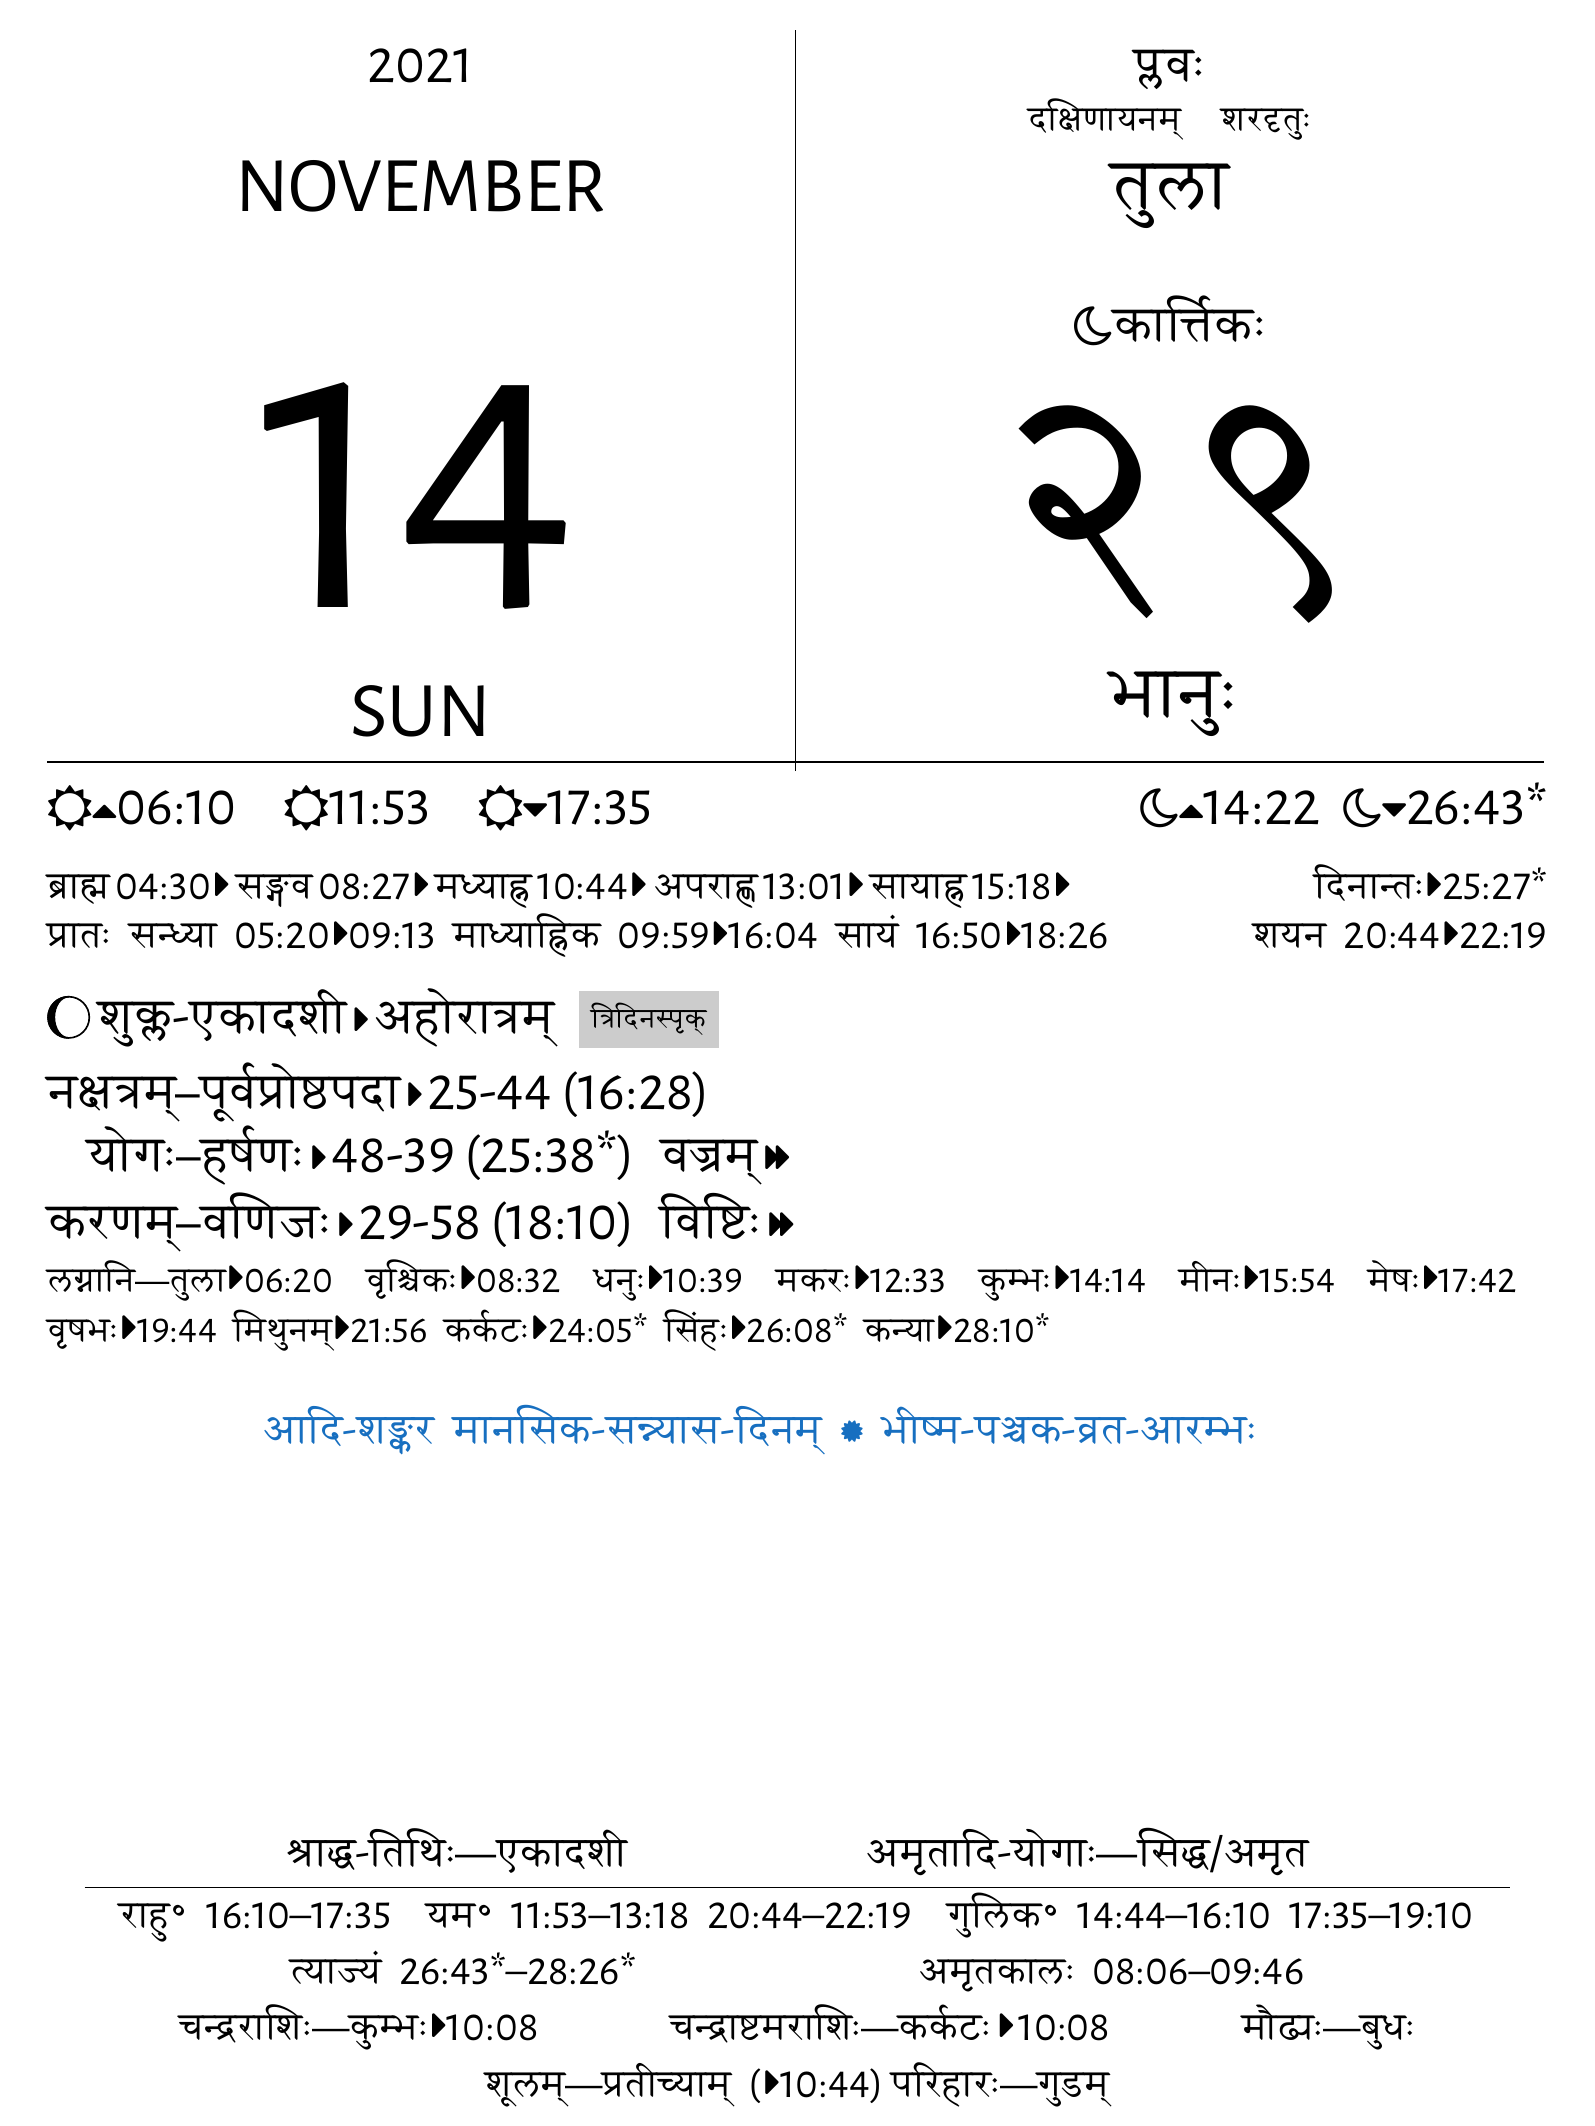 2021
NOVEMBER
14
SUN
प्लवः
दक्षिणायनम् शरदृतुः
तुला
कार्त्तिकः
२९
भानुः
06:10 11:53 17:35 14:22 26:43*
ब्राह्म 04:30 सङ्गव 08:27 मध्याह्न 10:44 अपराह्ण 13:01 सायाह्न 15:18 दिनान्तः 25:27*
प्रातः सन्ध्या 05:20 09:13 माध्याह्निक 09:59 16:04 सायं 16:50 18:26 शयन 20:44 22:19
शुक्ल-एकादशी अहोरात्रम् त्रिदिनस्पृक्
नक्षत्रम्–पूर्वप्रोष्ठपदा 25-44 (16:28)
योगः–हर्षणः 48-39 (25:38*) वज्रम्
करणम्–वणिजः 29-58 (18:10) विष्टिः
लग्नानि—तुला 06:20 वृश्चिकः 08:32 धनुः 10:39 मकरः 12:33 कुम्भः 14:14 मीनः 15:54 मेषः 17:42
वृषभः 19:44 मिथुनम् 21:56 कर्कटः 24:05* सिंहः 26:08* कन्या 28:10*
आदि-शङ्कर मानसिक-सन्न्यास-दिनम् ✹ भीष्म-पञ्चक-व्रत-आरम्भः
श्राद्ध-तिथिः—एकादशी अमृतादि-योगाः—सिद्ध/अमृत
राहु° 16:10–17:35 यम° 11:53–13:18 20:44–22:19 गुलिक° 14:44–16:10 17:35–19:10
त्याज्यं 26:43*–28:26* अमृतकालः 08:06–09:46
चन्द्रराशिः—कुम्भः 10:08 चन्द्राष्टमराशिः—कर्कटः 10:08 मौढ्यः—बुधः
शूलम्—प्रतीच्याम् (10:44) परिहारः—गुडम्